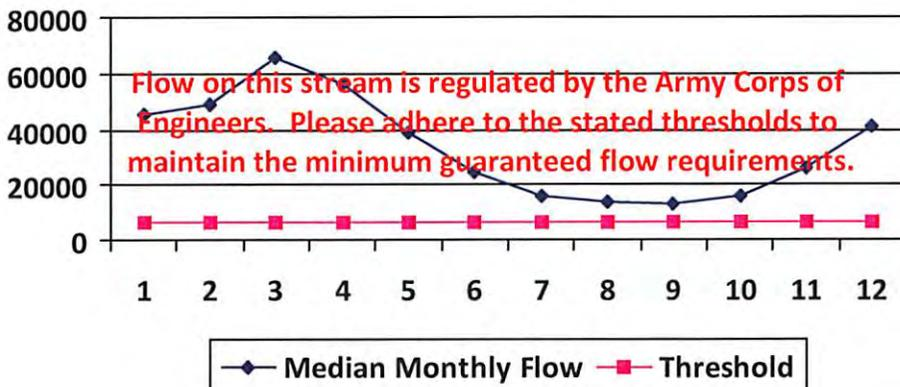 80000
60000
40000
20000
0
Flow on this stream is regulated by the Army Corps of
Engineers. Please adhere to the stated thresholds to
maintain the minimum guaranteed flow requirements.
1 2 3 4 5 6 7 8 9 10 11 12
Median Monthly Flow Threshold